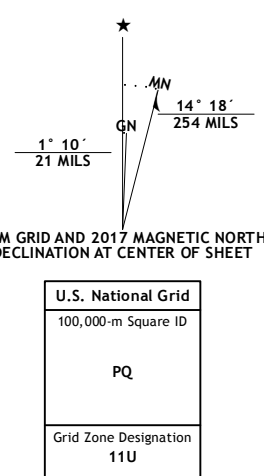 MN
GN
14° 18´
254 MILS
1° 10´
21 MILS
M GRID AND 2017 MAGNETIC NORTH
DECLINATION AT CENTER OF SHEET
U.S. National Grid
100,000-m Square ID
PQ
Grid Zone Designation
11U